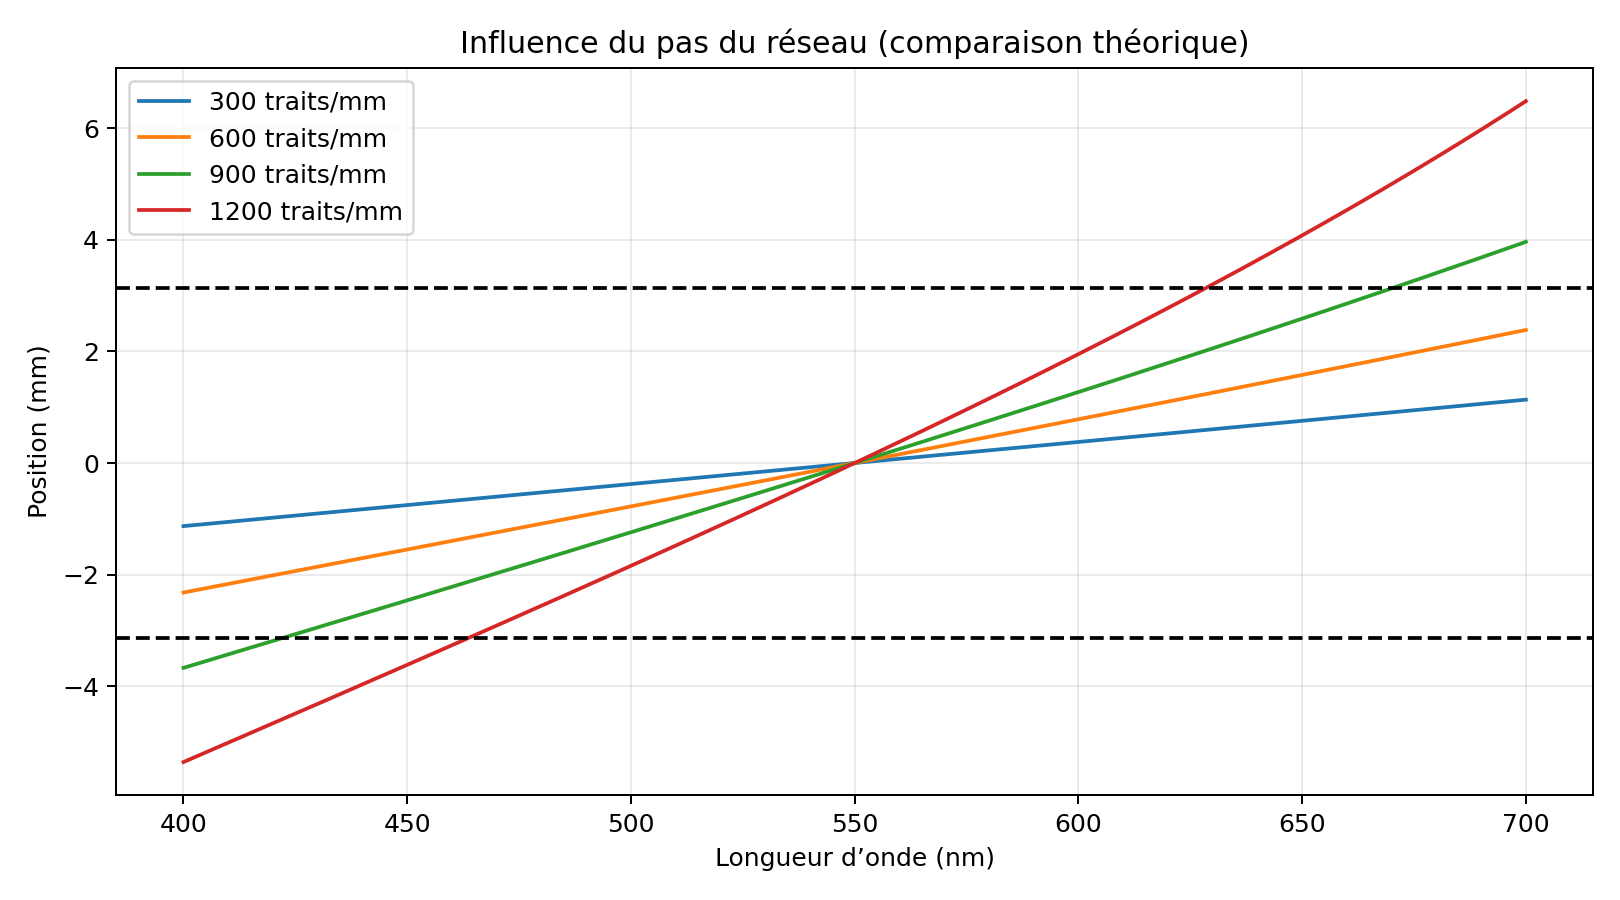 Influence du pas du réseau (comparaison théorique)
300 traits/mm
600 traits/mm
900 traits/mm
1200 traits/mm
Position (mm)
6
4
2
0
−2
−4
400 450 500 550 600 650 700
Longueur d’onde (nm)